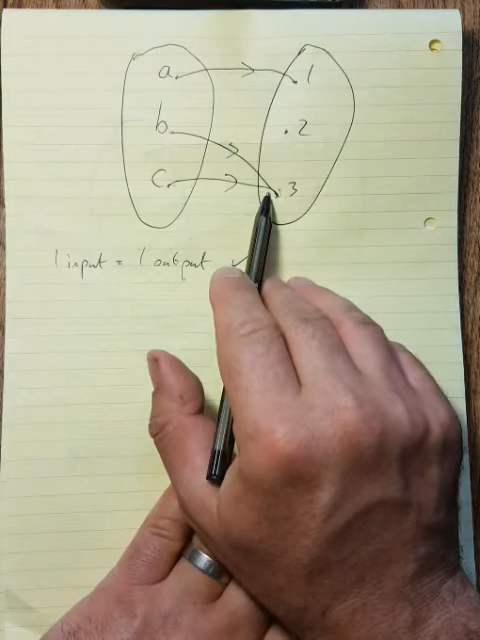 a 1
b 2
c 3
1 input = 1 output ✓